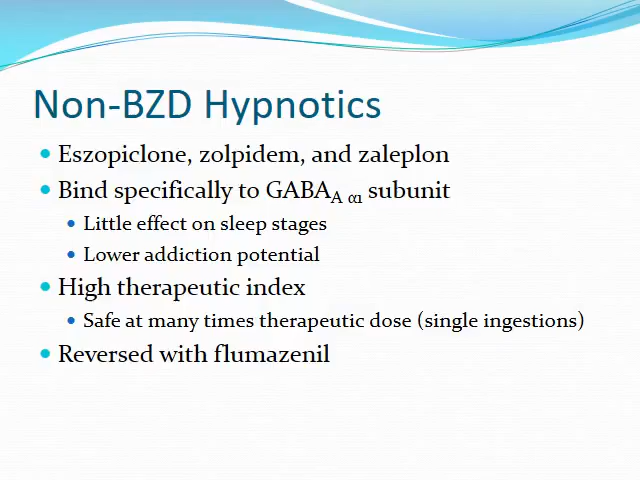 Non-BZD Hypnotics
• Eszopiclone, zolpidem, and zaleplon
• Bind specifically to GABAA α1 subunit
• Little effect on sleep stages
• Lower addiction potential
• High therapeutic index
• Safe at many times therapeutic dose (single ingestions)
• Reversed with flumazenil